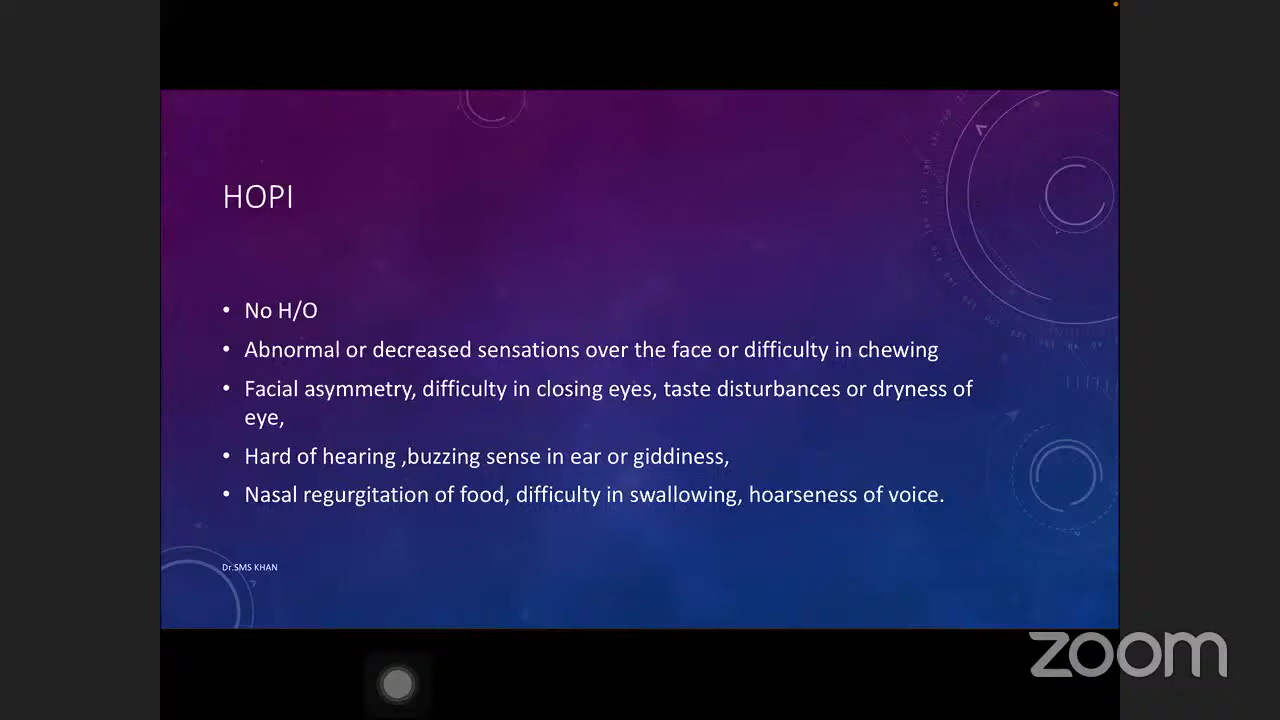 HOPI
• No H/O
• Abnormal or decreased sensations over the face or difficulty in chewing
• Facial asymmetry, difficulty in closing eyes, taste disturbances or dryness of
eye,
• Hard of hearing ,buzzing sense in ear or giddiness,
• Nasal regurgitation of food, difficulty in swallowing, hoarseness of voice.
Dr.SMS KHAN
zoom